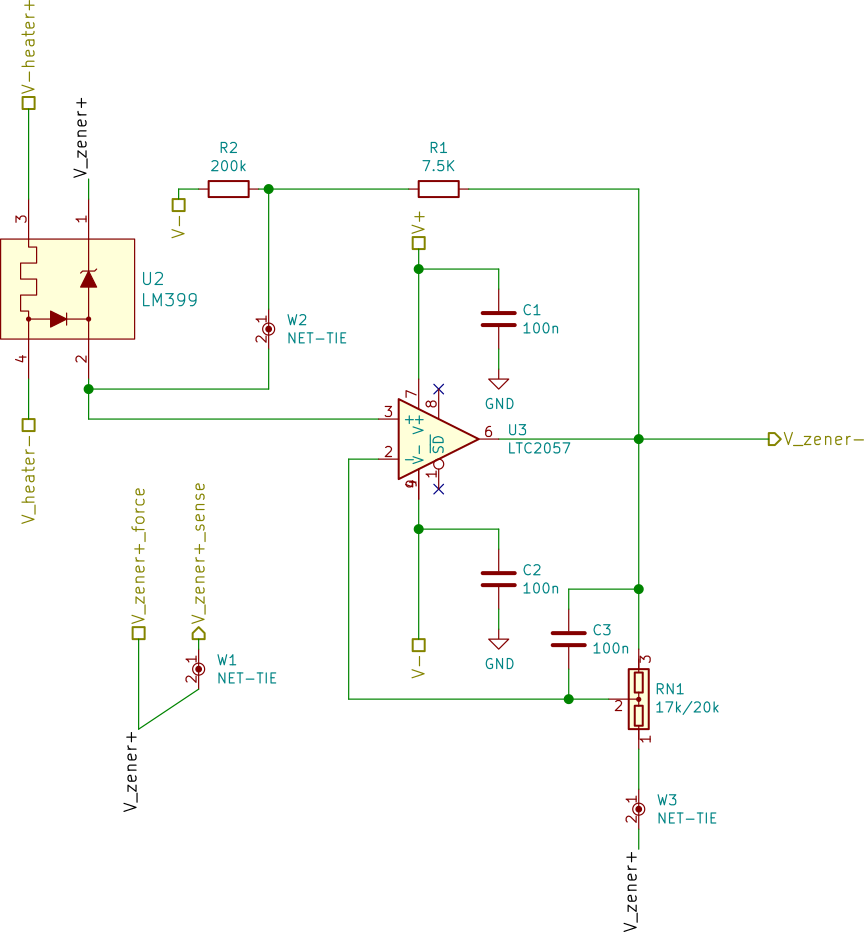 V-heater+
V_zener+
R2
200k
R1
7.5K
V-
V+
3
1
U2
LM399
4
2
V_heater-
1
2
W2
NET-TIE
C1
100n
GND
7
8
3
2
+
-
V+
V-
SD
6
1
U3
LTC2057
V_zener-
V_zener+_force
V_zener+_sense
1
2
W1
NET-TIE
V_zener+
C2
100n
GND
V-
C3
100n
3
2
1
RN1
17k/20k
1
2
W3
NET-TIE
V_zener+